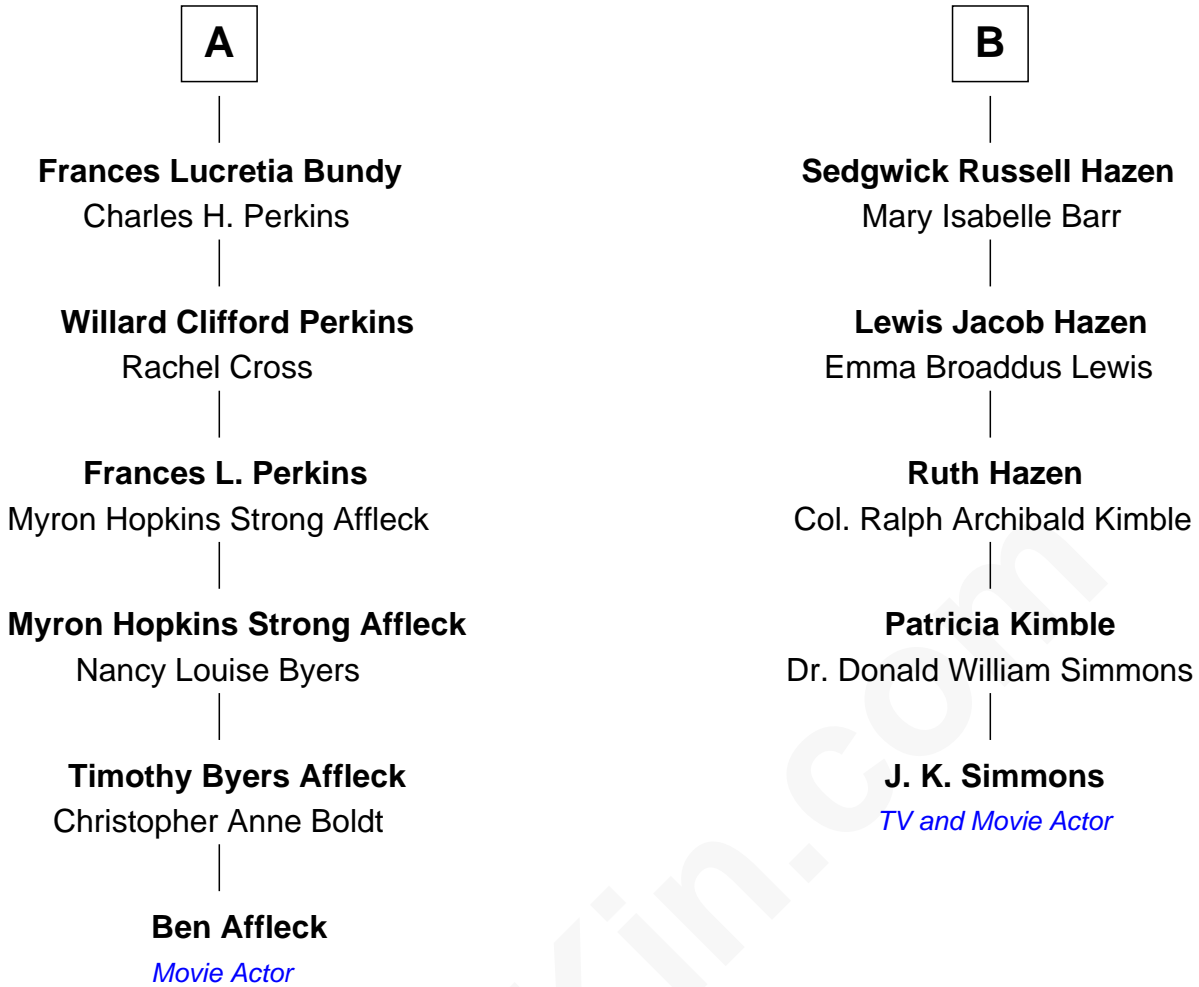 A
Frances Lucretia Bundy
Charles H. Perkins
Willard Clifford Perkins
Rachel Cross
Frances L. Perkins
Myron Hopkins Strong Affleck
Myron Hopkins Strong Affleck
Nancy Louise Byers
Timothy Byers Affleck
Christopher Anne Boldt
Ben Affleck
Movie Actor
B
Sedgwick Russell Hazen
Mary Isabelle Barr
Lewis Jacob Hazen
Emma Broaddus Lewis
Ruth Hazen
Col. Ralph Archibald Kimble
Patricia Kimble
Dr. Donald William Simmons
J. K. Simmons
TV and Movie Actor
Kin.com